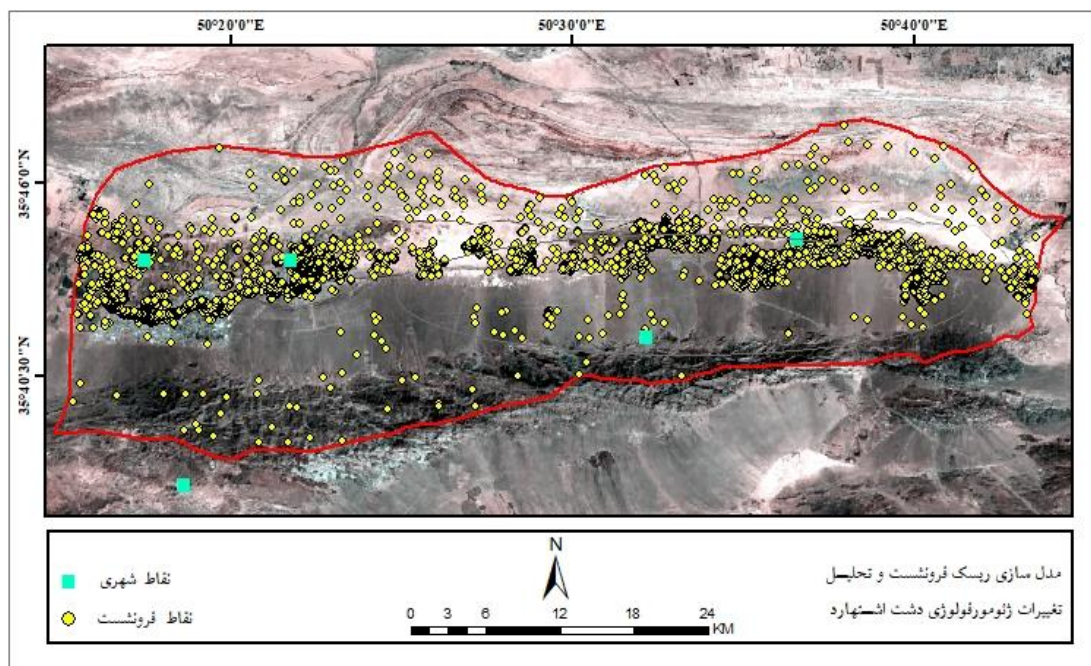 50°20'0"E 50°30'0"E 50°40'0"E
35°46'0"N
35°40'30"N
نقاط شهری
نقاط فرونشست
N
0 3 6 12 18 24
KM
مدل سازی ریسک فرونشست و تحلیل
تغییرات ژئومورفولوژی دشت اشتهارد